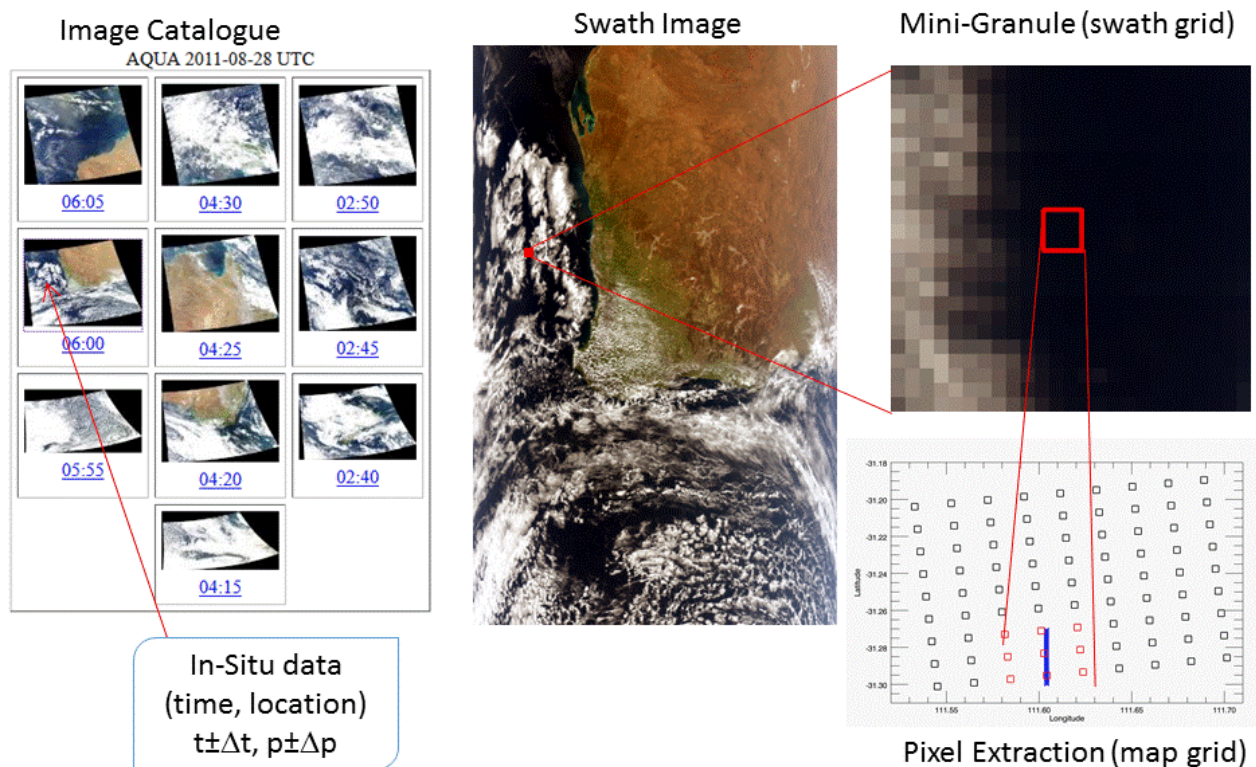 Image Catalogue
AQUA 2011-08-28 UTC
06:05
04:30
02:50
06:00
04:25
02:45
05:55
04:20
02:40
04:15
In-Situ data
(time, location)
t±Δt, p±Δp
Swath Image
Mini-Granule (swath grid)
-31.18
-31.20
-31.22
-31.24
-31.26
-31.28
-31.30
Latitude
111.55
111.60
111.65
111.70
Longitude
Pixel Extraction (map grid)